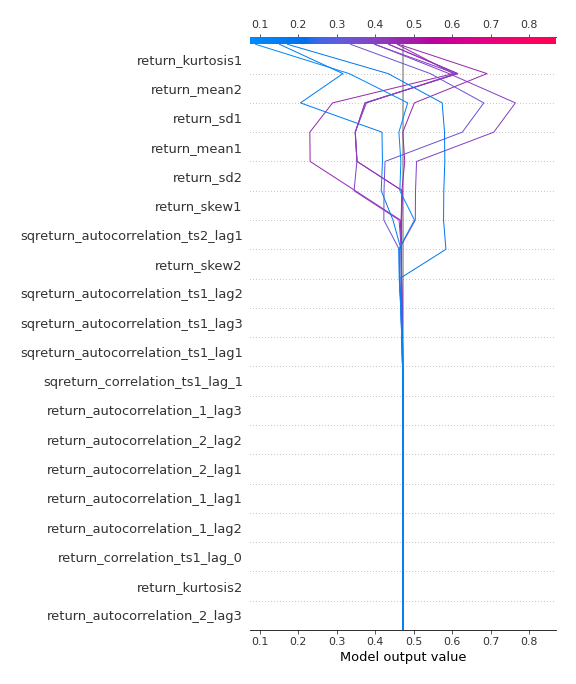 0.1 0.2 0.3 0.4 0.5 0.6 0.7 0.8
return_kurtosis1
return_mean2
return_sd1
return_mean1
return_sd2
return_skew1
sqreturn_autocorrelation_ts2_lag1
return_skew2
sqreturn_autocorrelation_ts1_lag2
sqreturn_autocorrelation_ts1_lag3
sqreturn_autocorrelation_ts1_lag1
sqreturn_correlation_ts1_lag_1
return_autocorrelation_1_lag3
return_autocorrelation_2_lag2
return_autocorrelation_2_lag1
return_autocorrelation_1_lag1
return_autocorrelation_1_lag2
return_correlation_ts1_lag_0
return_kurtosis2
return_autocorrelation_2_lag3
0.1 0.2 0.3 0.4 0.5 0.6 0.7 0.8
Model output value